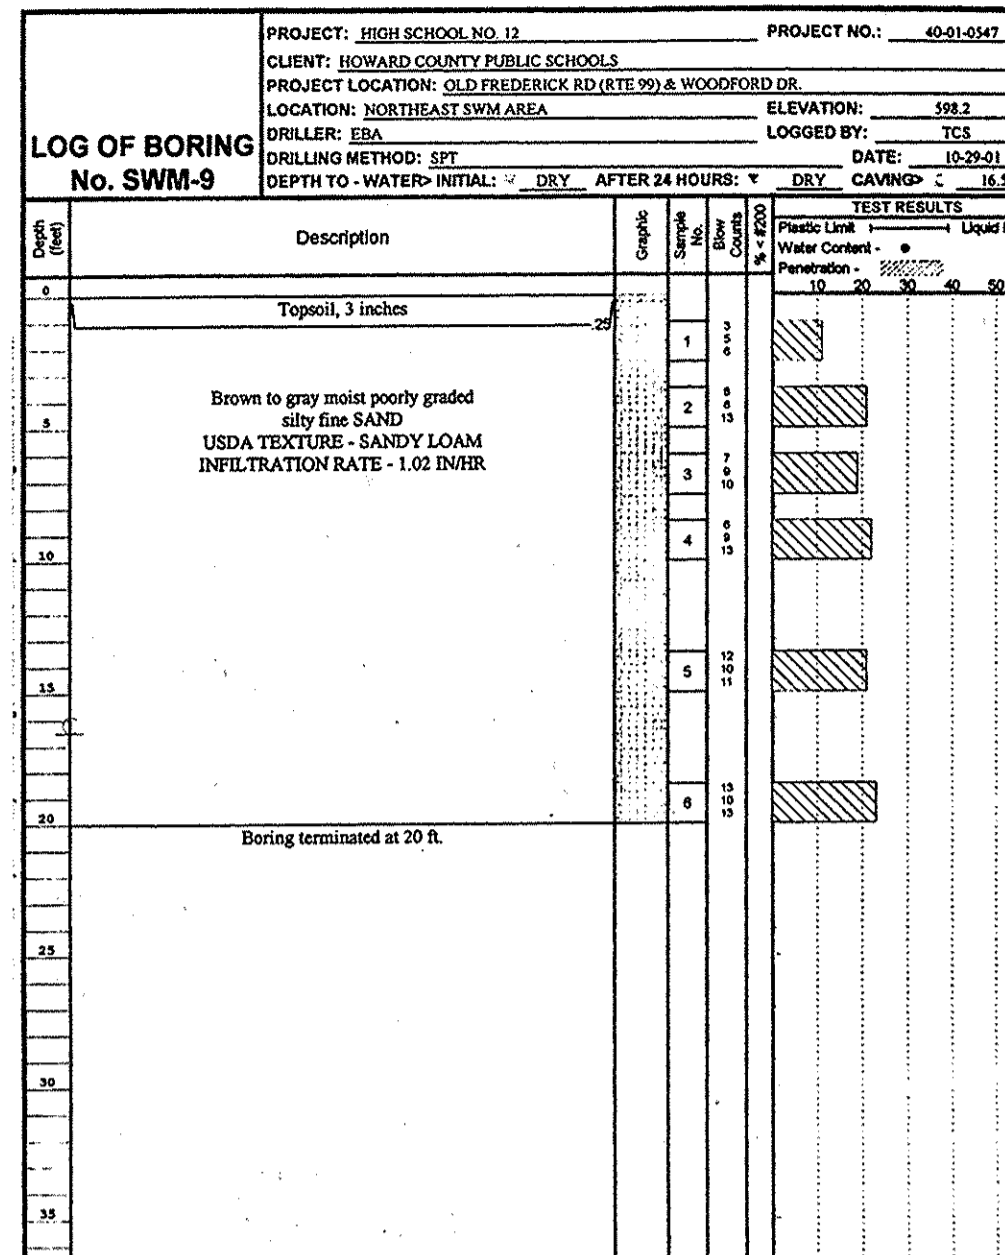 LOG OF BORING
No. SWM-9
PROJECT: HIGH SCHOOL NO. 12 PROJECT NO.: 40-01-0547
CLIENT: HOWARD COUNTY PUBLIC SCHOOLS
PROJECT LOCATION: OLD FREDERICK RD (RTE 99) & WOODFORD DR.
LOCATION: NORTHEAST SWM AREA ELEVATION: 598.2
DRILLER: EBA LOGGED BY: TCS
DRILLING METHOD: SPT DATE: 10-29-01
DEPTH TO - WATER> INITIAL: DRY AFTER 24 HOURS: DRY CAVING> C 16.5
Depth (feet) Description Graphic Sample No. Blow Counts % < #200 TEST RESULTS
Plastic Limit Liquid
Water Content -
Penetration -
10 20 30 40 50
0
Topsoil, 3 inches
.25
1 3 5 6
Brown to gray moist poorly graded
2 13
silty fine SAND
5
USDA TEXTURE - SANDY LOAM
INFILTRATION RATE - 1.02 IN/HR
3 7 9 10
4 6 9 13
10
5 12 10 11
15
C
6 13 10 13
20
Boring terminated at 20 ft.
25
30
35